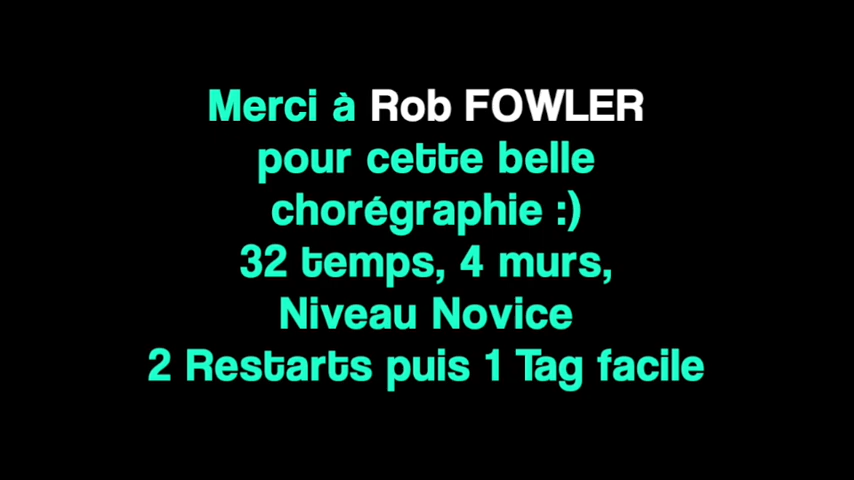 Merci à Rob FOWLER
pour cette belle
chorégraphie :)
32 temps, 4 murs,
Niveau Novice
2 Restarts puis 1 Tag facile